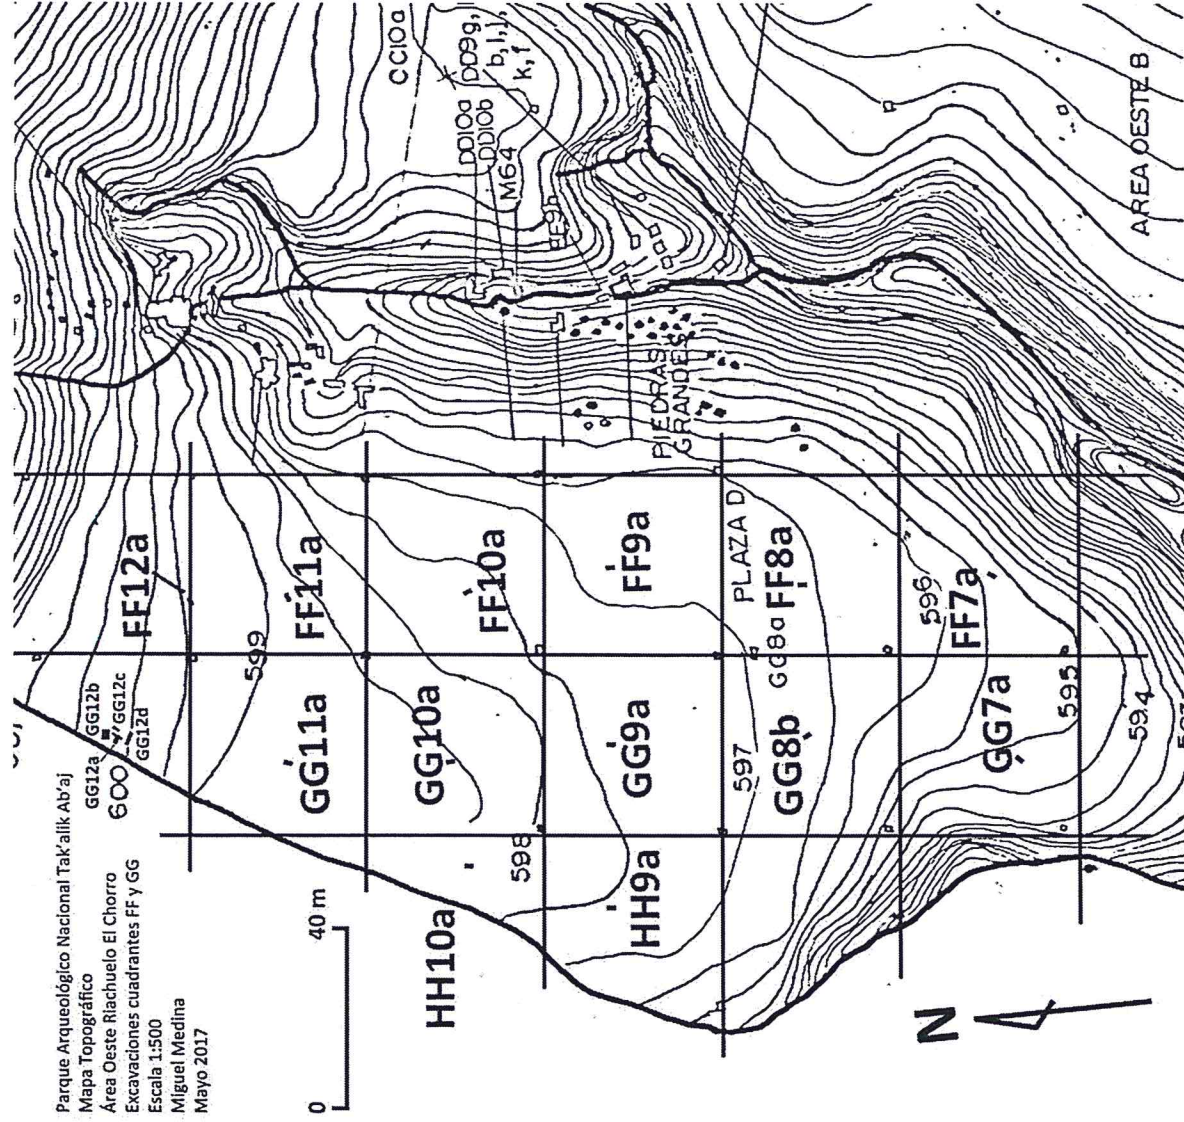 Parque Arqueológico Nacional Tak'alik Ab'aj
Mapa Topográfico
Área Oeste Riachuelo El Chorro
Excavaciones cuadrantes FF y GG
Escala 1:500
Miguel Medina
Mayo 2017
0
40 m
N
GG12a
GG12b
GG12c
GG12d
600
FF12a
599
FF11a
GG11a
GG10a
FF10a
HH10a
598
HH9a
GG9a
FF9a
597
PLAZA D
GG8a
FF8a
GG8b
596
FF7a
GG7a
595
594
CC10a
DD9g,
b, l, j,
k, f
DD10a
DD10b
M64
PIEDRAS
GRANDES
AREA OESTE B